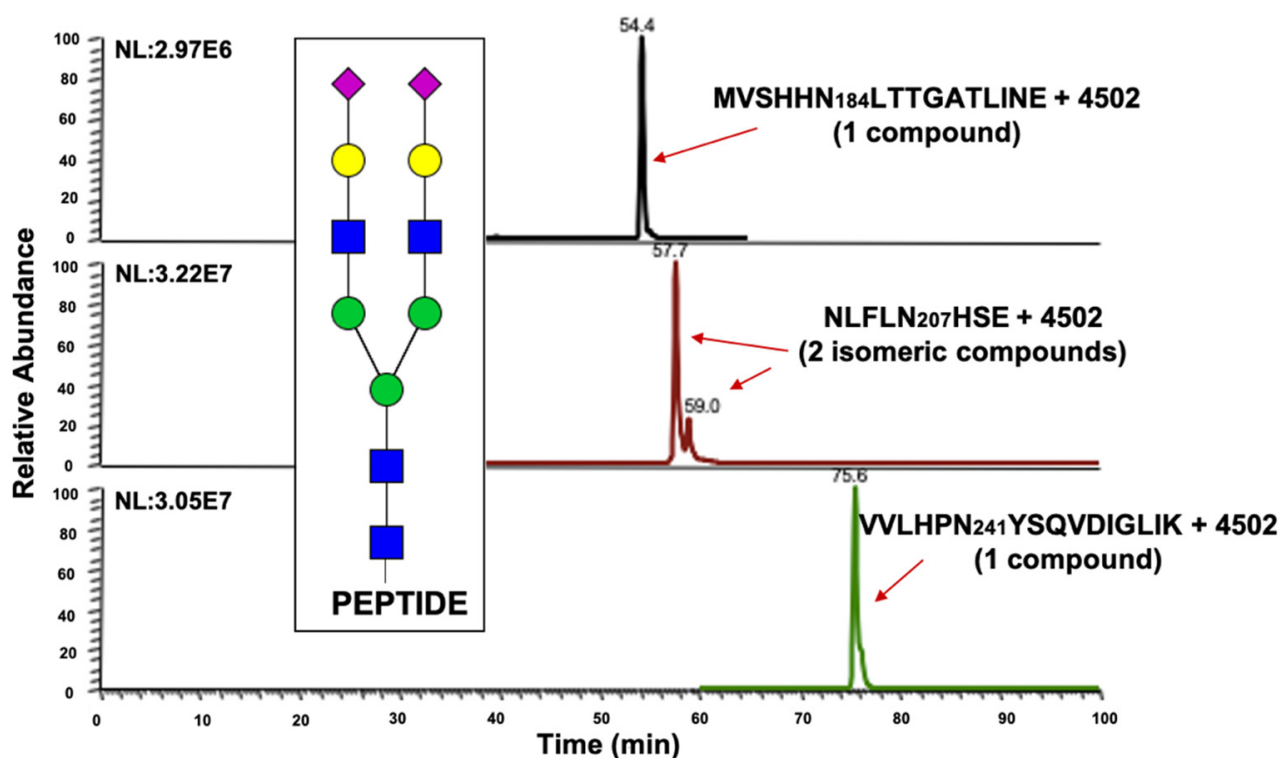 54.4
100
80
60
40
20
0
NL:2.97E6
MVSHHN184LTTGATLINE + 4502
(1 compound)
57.7
100
80
60
40
20
0
NL:3.22E7
NLFLN207HSE + 4502
(2 isomeric compounds)
59.0
75.6
100
80
60
40
20
0
NL:3.05E7
VVLHPN241YSQVDIGLIK + 4502
(1 compound)
PEPTIDE
Relative Abundance
0 10 20 30 40 50 60 70 80 90 100
Time (min)